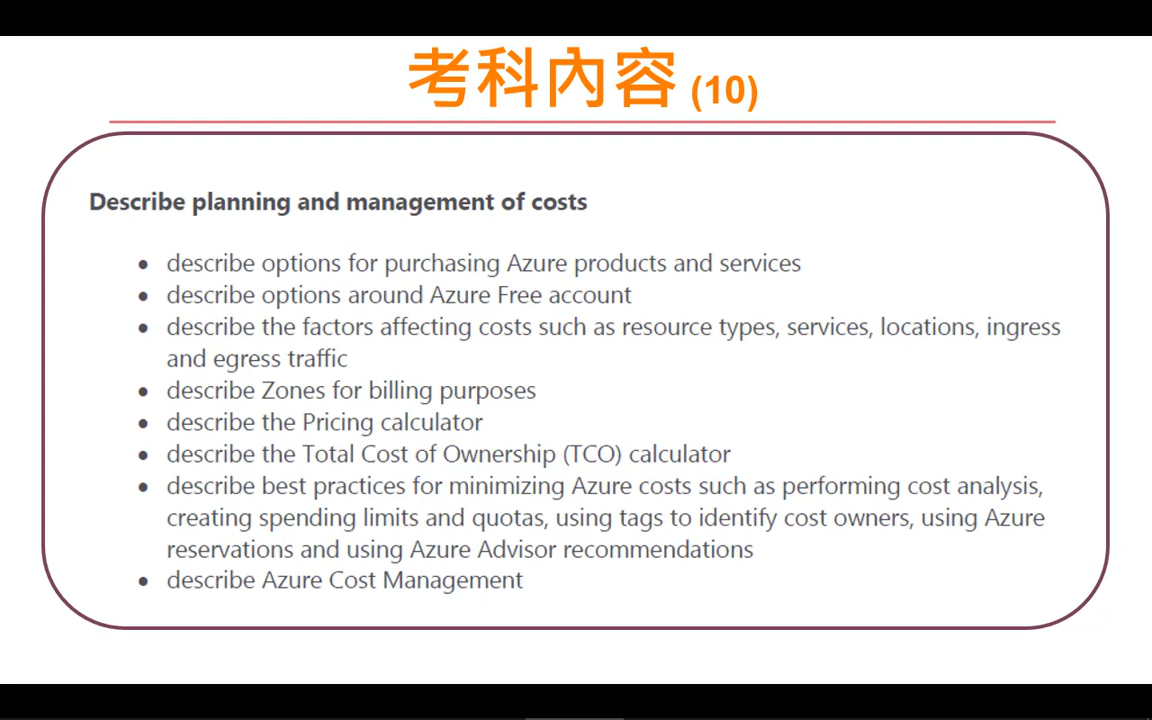 考科內容 (10)
Describe planning and management of costs
• describe options for purchasing Azure products and services
• describe options around Azure Free account
• describe the factors affecting costs such as resource types, services, locations, ingress
and egress traffic
• describe Zones for billing purposes
• describe the Pricing calculator
• describe the Total Cost of Ownership (TCO) calculator
• describe best practices for minimizing Azure costs such as performing cost analysis,
creating spending limits and quotas, using tags to identify cost owners, using Azure
reservations and using Azure Advisor recommendations
• describe Azure Cost Management